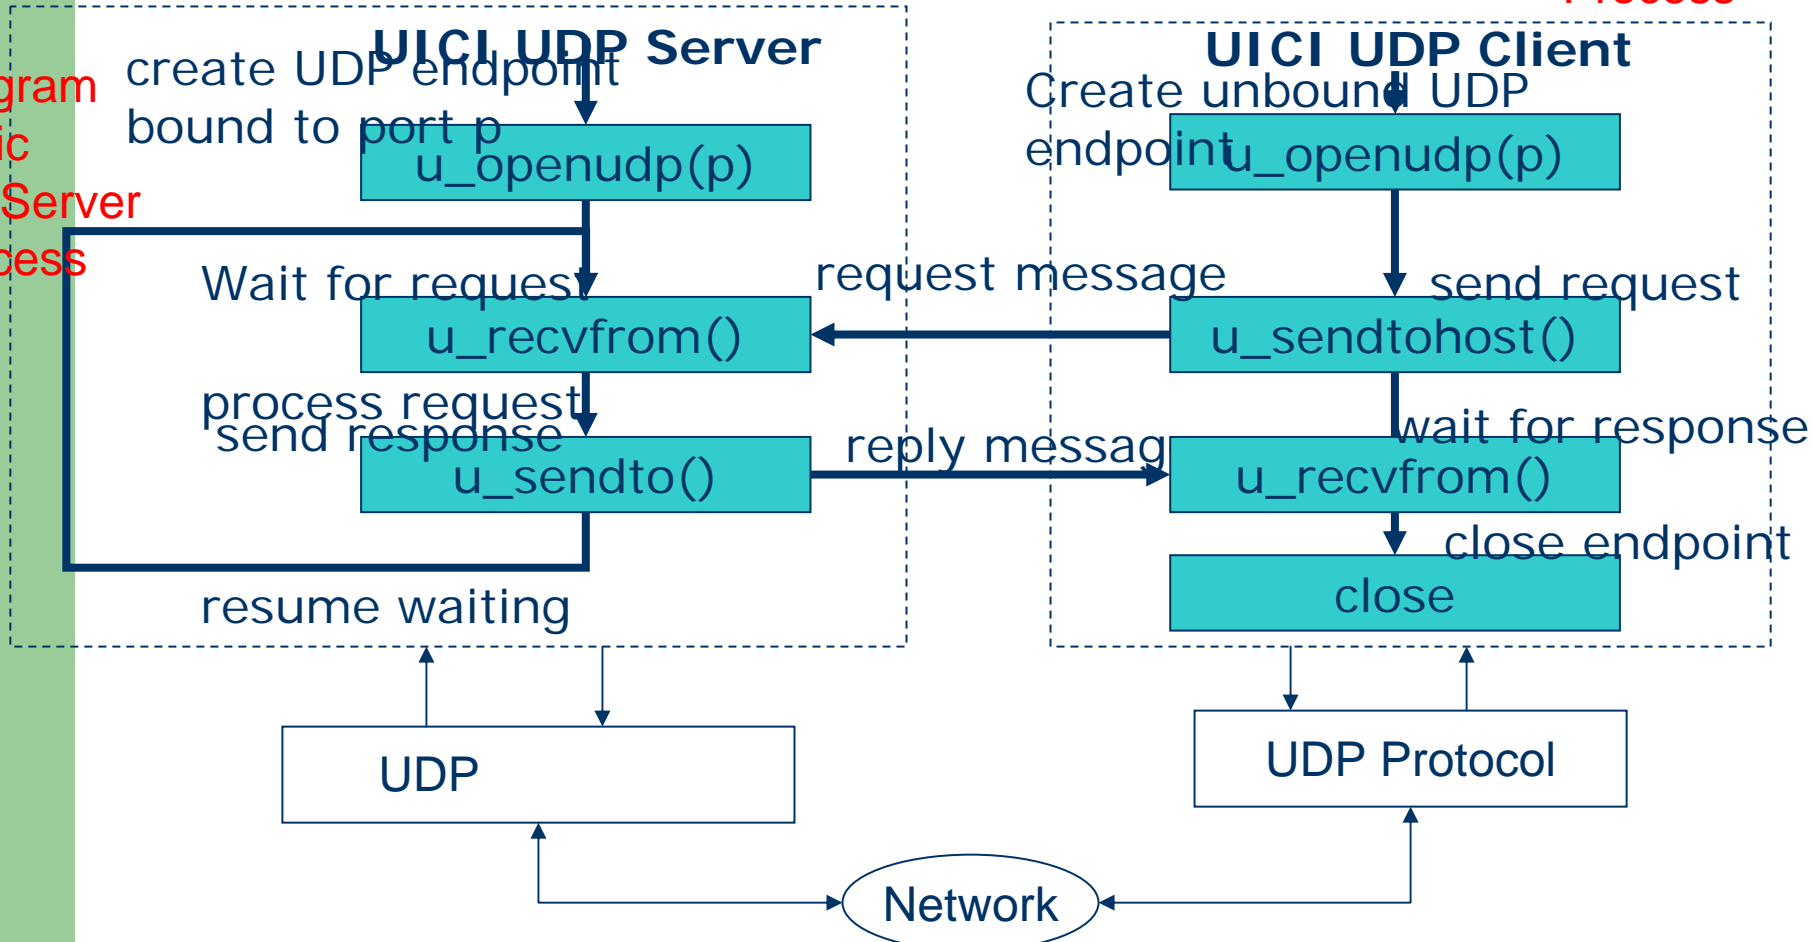 Process
UICI UDP Server
create UDP endpoint
bound to port p
gram
ic
Server
cess
u_openudp(p)
Wait for request
u_recvfrom()
process request
send response
u_sendto()
resume waiting
request message
reply messag
UICI UDP Client
Create unbound UDP
endpoint
u_openudp(p)
send request
u_sendtohost()
wait for response
u_recvfrom()
close endpoint
close
UDP
UDP Protocol
Network